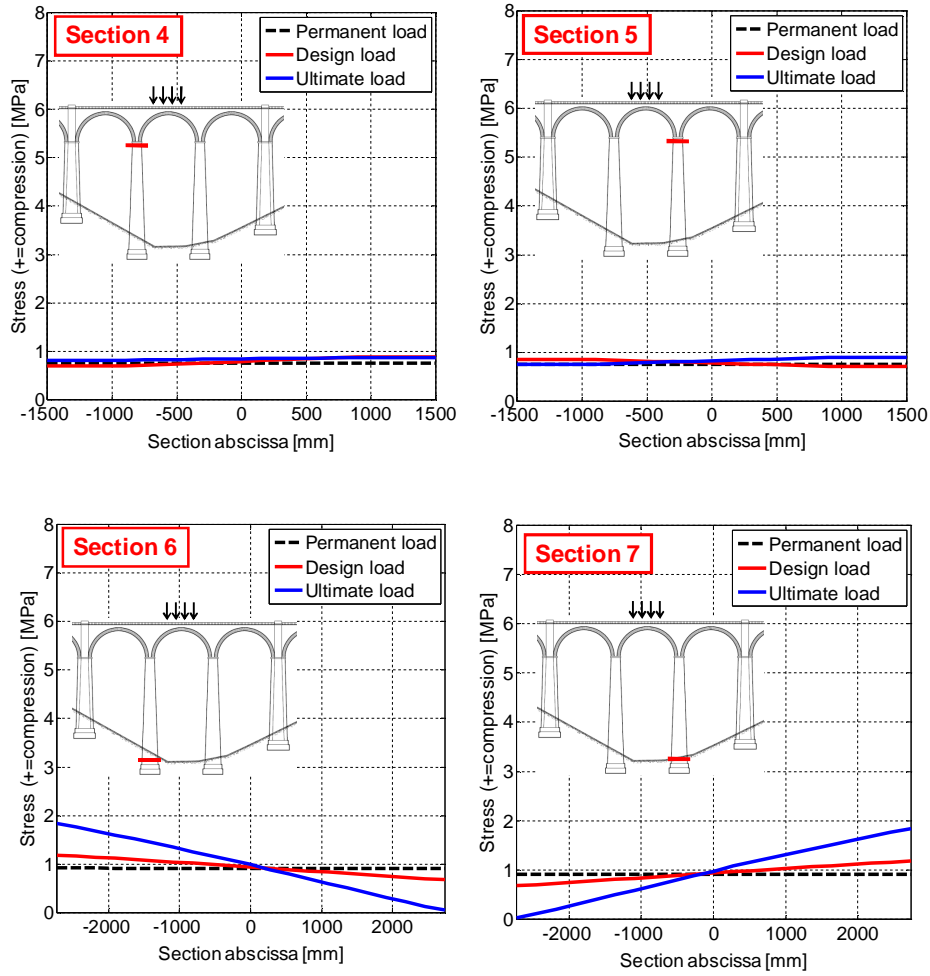 Section 4
Permanent load
Design load
Ultimate load
Stress (+=compression) [MPa]
8
7
6
5
4
3
2
1
0
-1500 -1000 -500 0 500 1000 1500
Section abscissa [mm]
Section 5
Permanent load
Design load
Ultimate load
Stress (+=compression) [MPa]
8
7
6
5
4
3
2
1
0
-1500 -1000 -500 0 500 1000 1500
Section abscissa [mm]
Section 6
Permanent load
Design load
Ultimate load
Stress (+=compression) [MPa]
8
7
6
5
4
3
2
1
0
-2000 -1000 0 1000 2000
Section abscissa [mm]
Section 7
Permanent load
Design load
Ultimate load
Stress (+=compression) [MPa]
8
7
6
5
4
3
2
1
0
-2000 -1000 0 1000 2000
Section abscissa [mm]